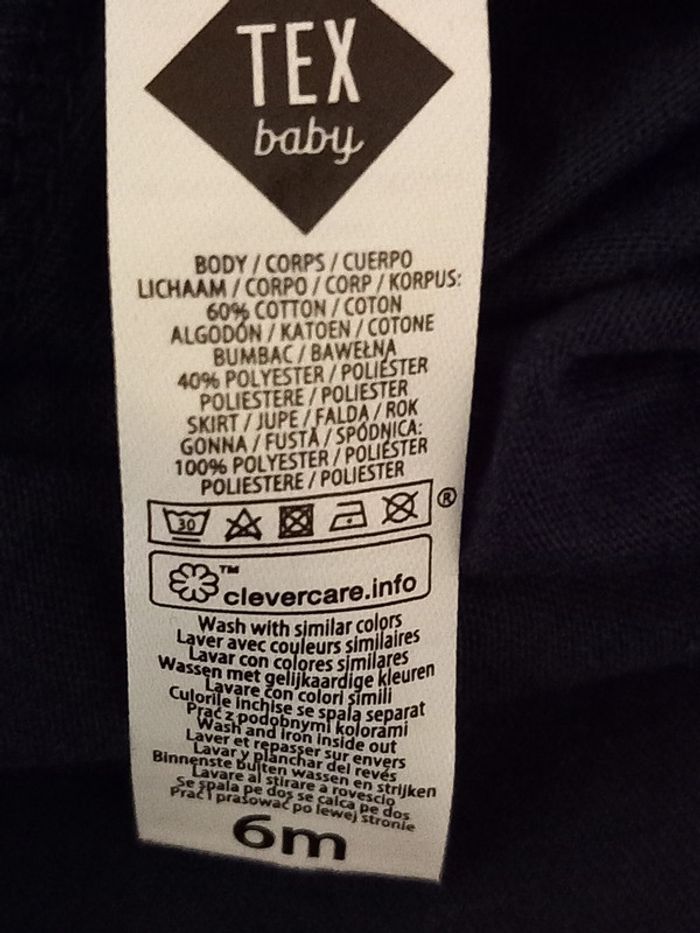 TEX
baby
BODY / CORPS / CUERPO
LICHAAM / CORPO / CORP / KORPUS:
60% COTTON / COTON
ALGODÓN / KATOEN / COTONE
BUMBAC / BAWEŁNA
40% POLYESTER / POLIÉSTER
POLIESTERE / POLIESTER
SKIRT / JUPE / FALDA / ROK
GONNA / FUSTĂ / SPÓDNICA:
100% POLYESTER / POLIÉSTER
POLIESTERE / POLIESTER
30 ®
™ clevercare.info
Wash with similar colors
Laver avec couleurs similaires
Lavar con colores similares
Wassen met gelijkaardige kleuren
Lavare con colori simili
Culorile inchise se spala separat
Prać z podobnymi kolorami
Wash and iron inside out
Laver et repasser sur envers
Lavar y planchar del revés
Binnenste buiten wassen en strijken
Lavare al stirare a rovescio
Se spala pe dos se calca pe dos
Prać i prasować po lewej stronie
6m